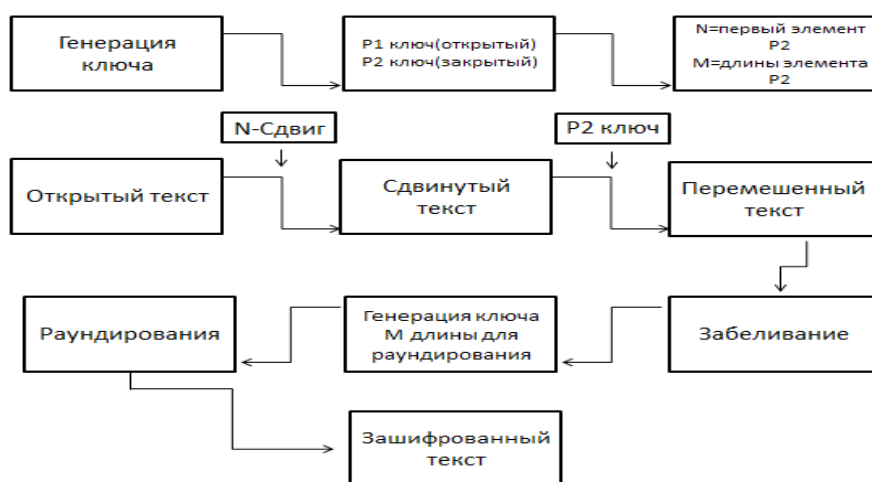 Генерация
ключа
P1 ключ(открытый)
P2 ключ(закрытый)
N=первый элемент
P2
M=длины элемента
P2
N-Сдвиг
P2 ключ
Открытый текст
Сдвинутый
текст
Перемешенный
текст
Раундирования
Генерация ключа
М длины для
раундирования
Забеливание
Зашифрованный
текст